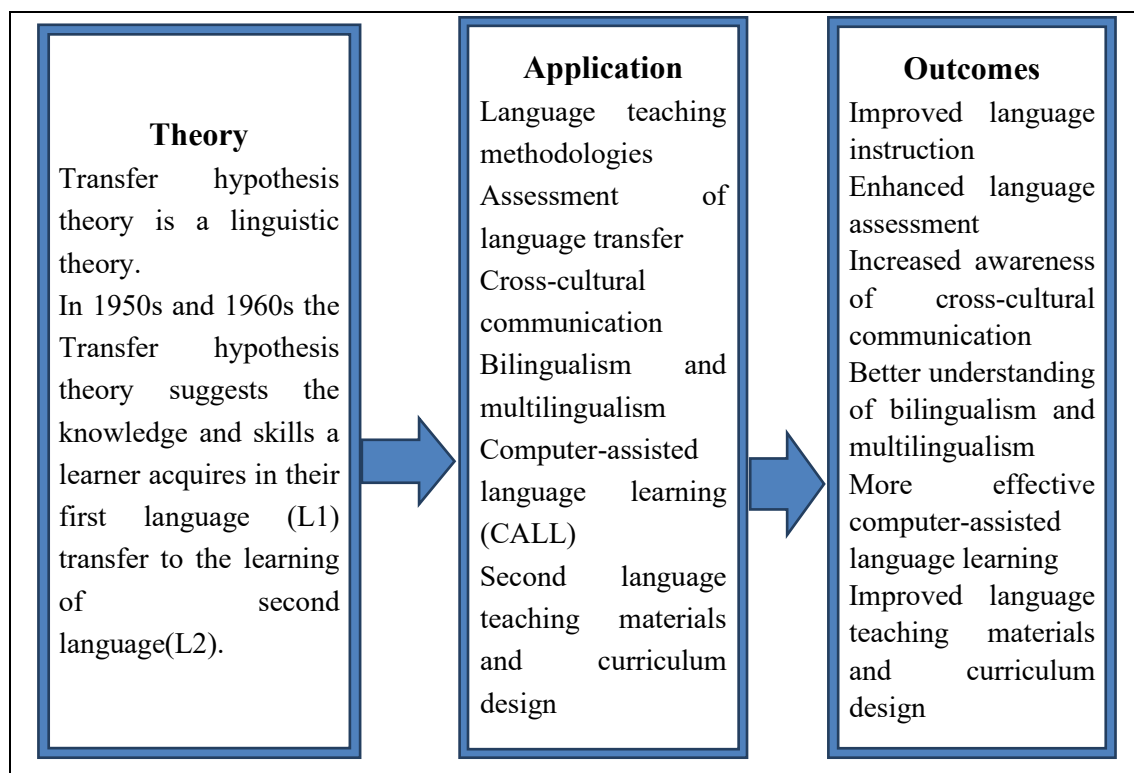 Theory
Transfer hypothesis
theory is a linguistic
theory.
In 1950s and 1960s the
Transfer hypothesis
theory suggests the
knowledge and skills a
learner acquires in their
first language (L1)
transfer to the learning
of second
language(L2).
Application
Language teaching
methodologies
Assessment of
language transfer
Cross-cultural
communication
Bilingualism and
multilingualism
Computer-assisted
language learning
(CALL)
Second language
teaching materials
and curriculum
design
Outcomes
Improved language
instruction
Enhanced language
assessment
Increased awareness
of cross-cultural
communication
Better understanding
of bilingualism and
multilingualism
More effective
computer-assisted
language learning
Improved language
teaching materials
and curriculum
design